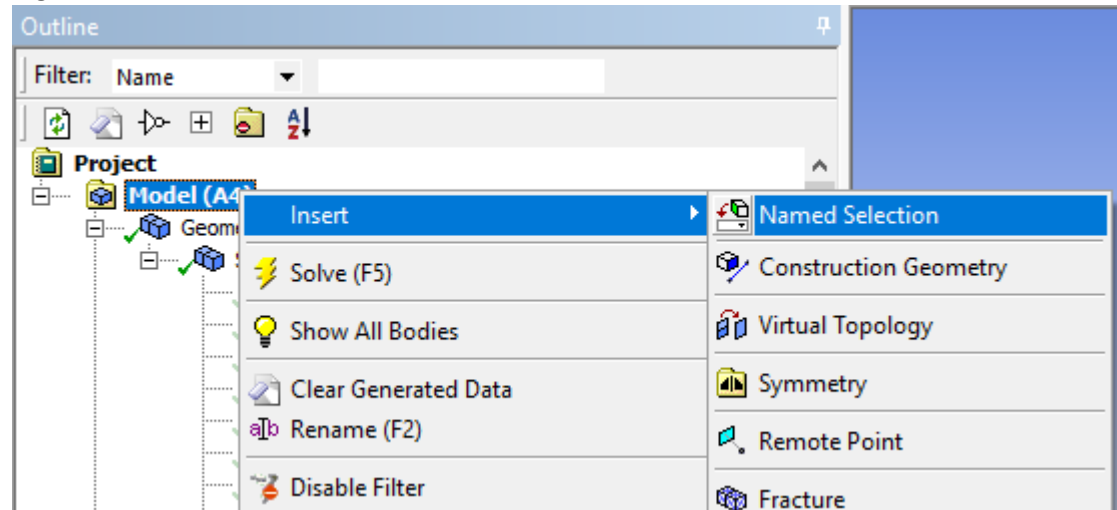 Outline
Filter: Name
Project
Model (A4)
Geom
Insert
Solve (F5)
Show All Bodies
Clear Generated Data
Rename (F2)
Disable Filter
Named Selection
Construction Geometry
Virtual Topology
Symmetry
Remote Point
Fracture